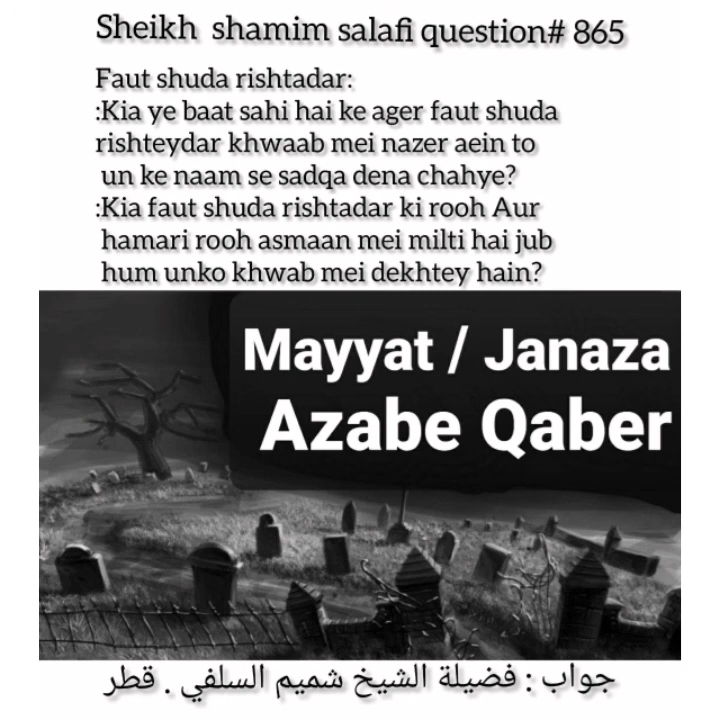 Sheikh shamim salafi question# 865
Faut shuda rishtadar:
:Kia ye baat sahi hai ke ager faut shuda
rishteydar khwaab mei nazer aein to
un ke naam se sadqa dena chahye?
:Kia faut shuda rishtadar ki rooh Aur
hamari rooh asmaan mei milti hai jub
hum unko khwab mei dekhtey hain?
Mayyat / Janaza
Azabe Qaber
جواب : فضيلة الشيخ شميم السلفي . قطر